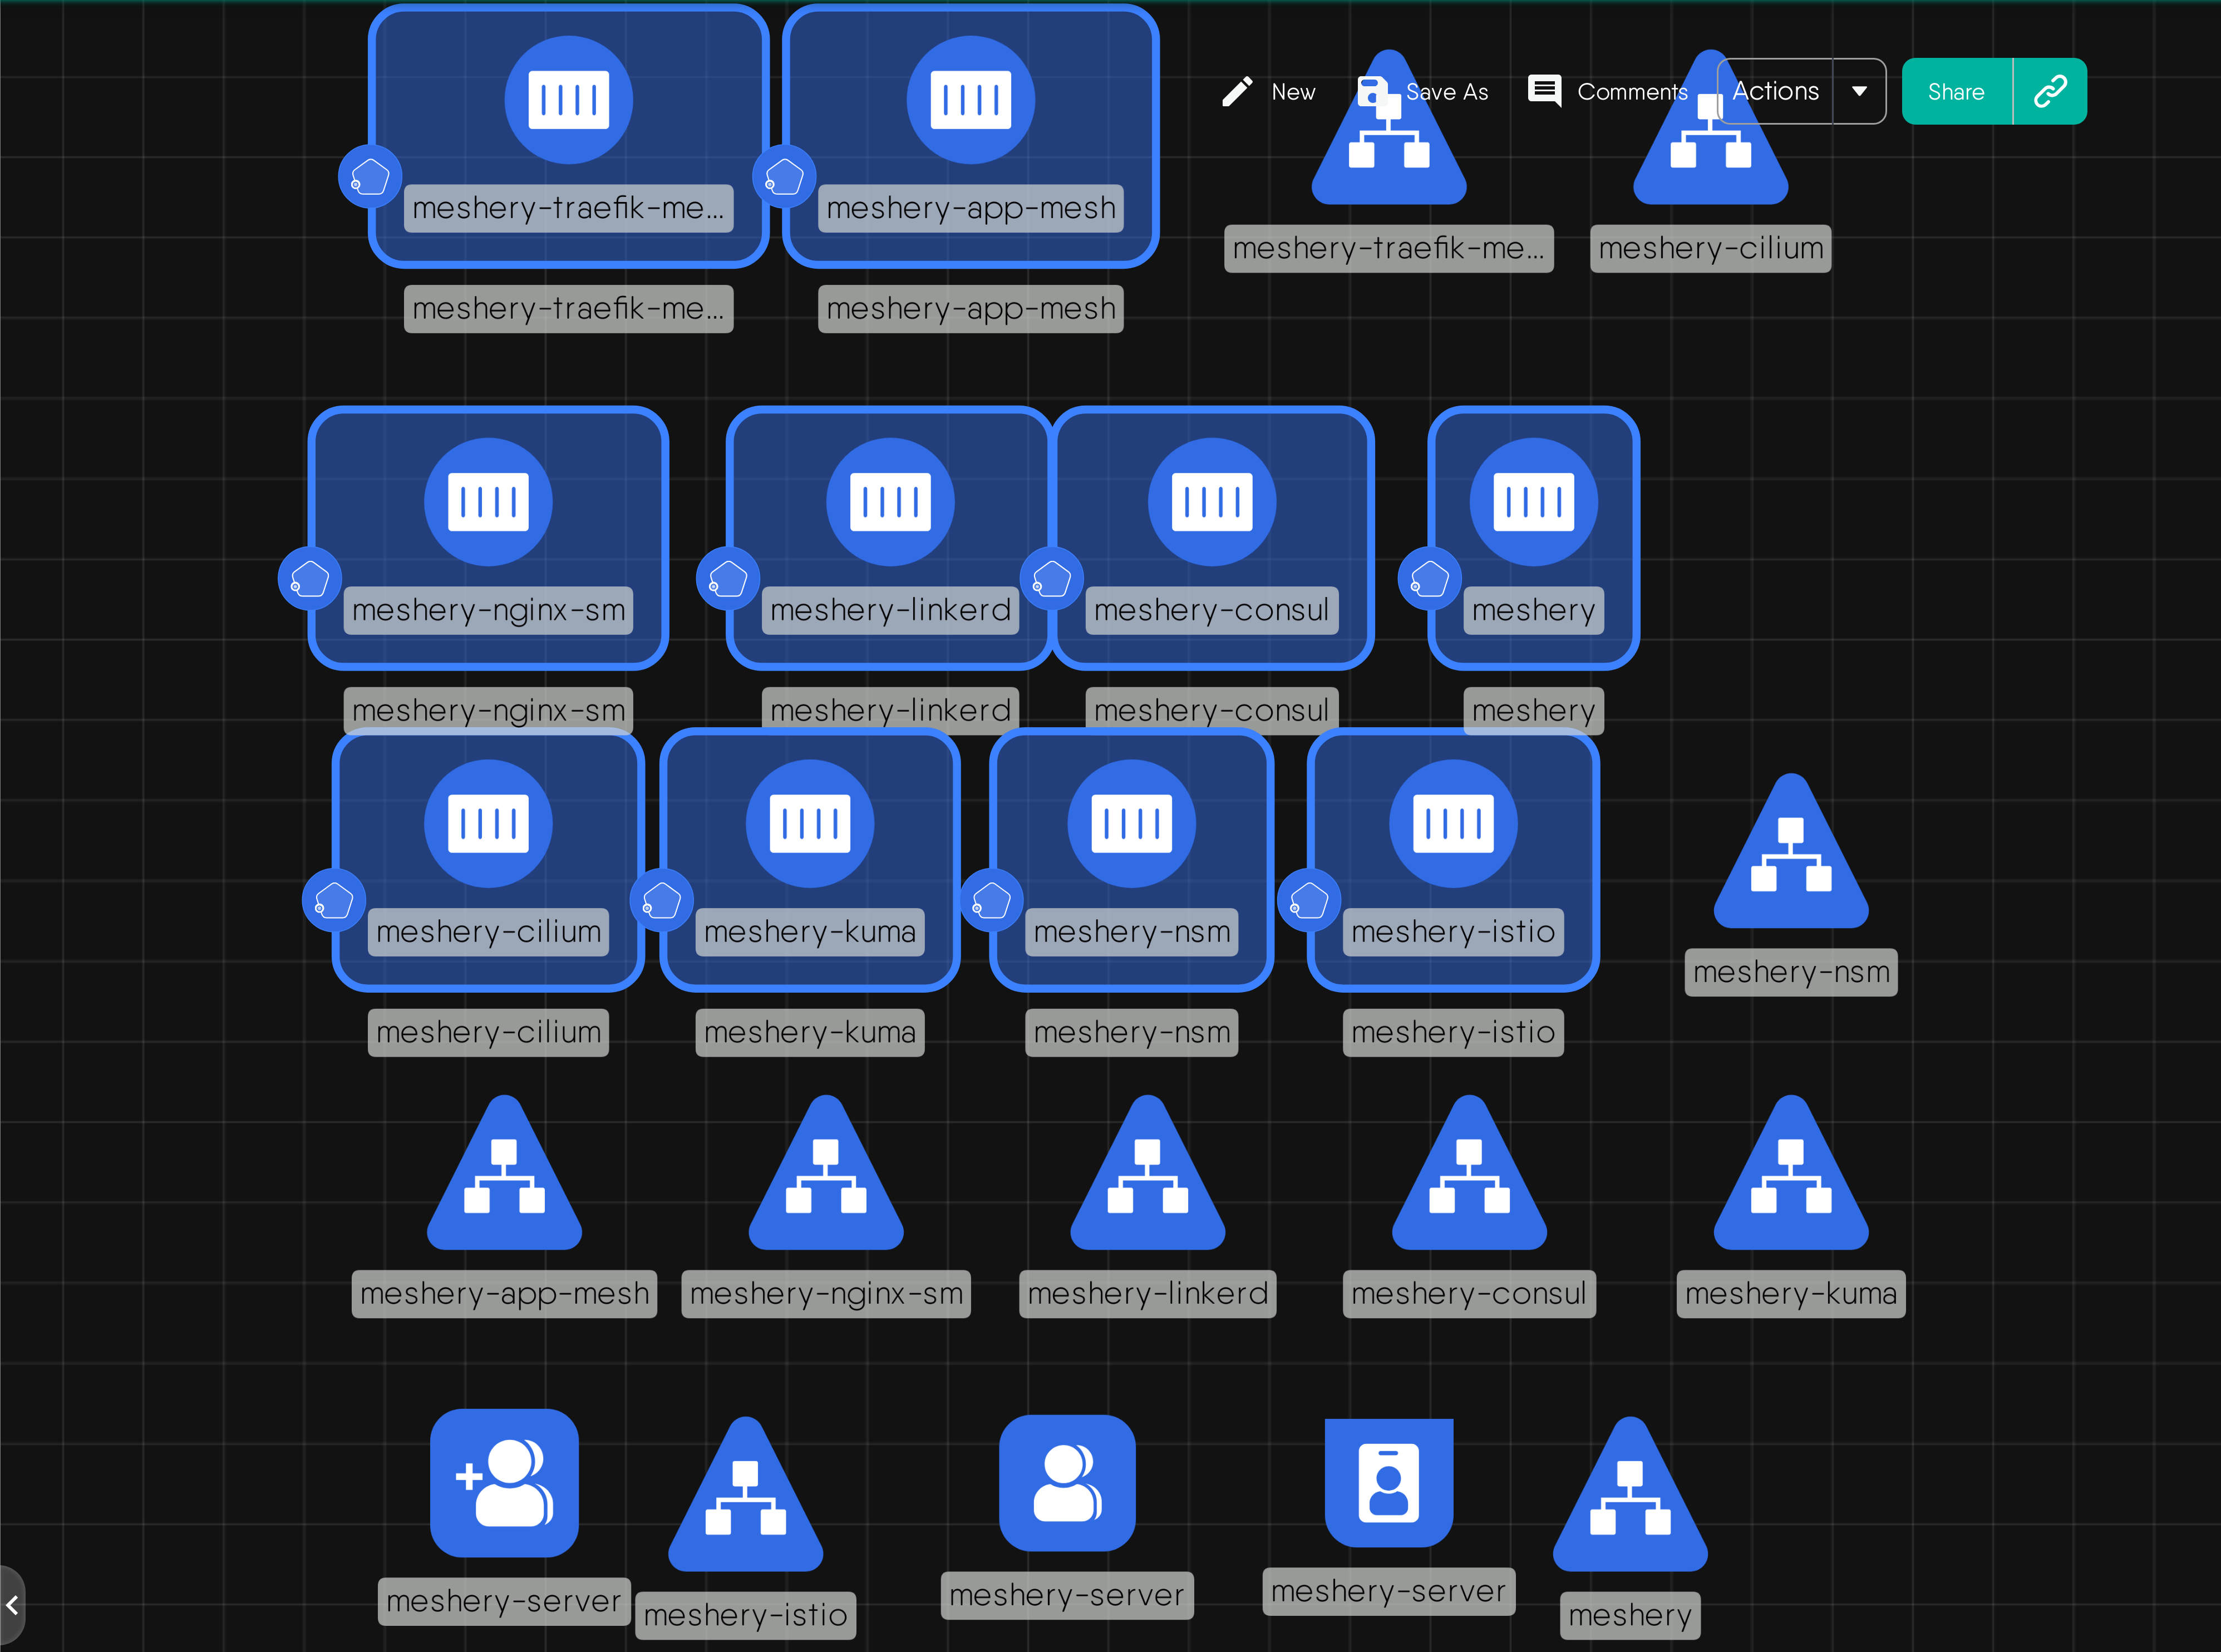 New
Save As
Comments
Actions
Share
meshery-traefik-me...
meshery-app-mesh
meshery-traefik-me...
meshery-cilium
meshery-traefik-me...
meshery-app-mesh
meshery-nginx-sm
meshery-linkerd
meshery-consul
meshery
meshery-nginx-sm
meshery-linkerd
meshery-consul
meshery
meshery-cilium
meshery-kuma
meshery-nsm
meshery-istio
meshery-nsm
meshery-cilium
meshery-kuma
meshery-nsm
meshery-istio
meshery-app-mesh
meshery-nginx-sm
meshery-linkerd
meshery-consul
meshery-kuma
meshery-server
meshery-istio
meshery-server
meshery-server
meshery